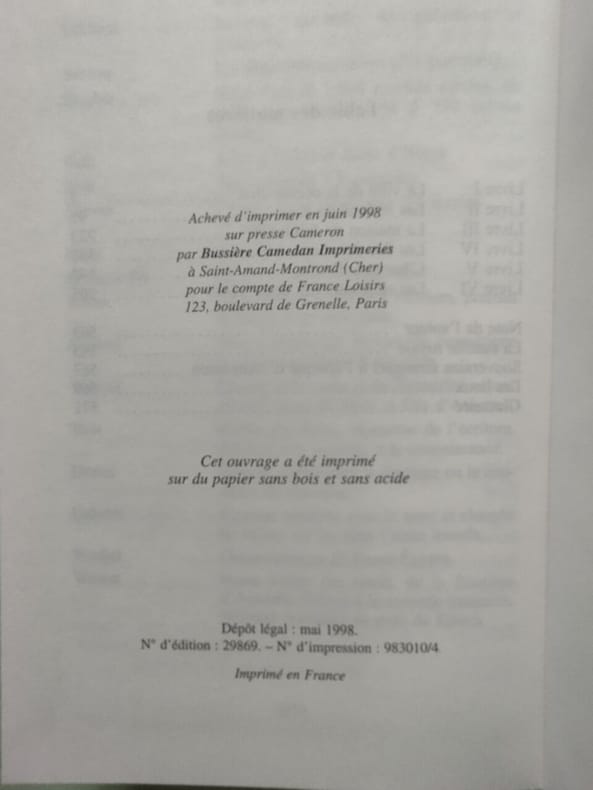 Achevé d'imprimer en juin 1998
sur presse Cameron
par Bussière Camedan Imprimeries
à Saint-Amand-Montrond (Cher)
pour le compte de France Loisirs
123, boulevard de Grenelle, Paris
Cet ouvrage a été imprimé
sur du papier sans bois et sans acide
Dépôt légal : mai 1998.
N° d'édition : 29869. – N° d'impression : 983010/4
Imprimé en France